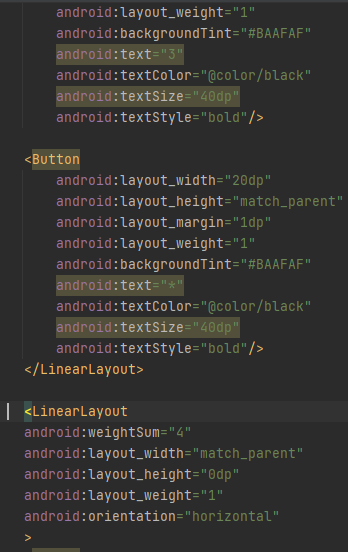 android:layout_weight="1"
android:backgroundTint="#BAAFAF"
android:text="3"
android:textColor="@color/black"
android:textSize="40dp"
android:textStyle="bold"/>
<Button
android:layout_width="20dp"
android:layout_height="match_parent"
android:layout_margin="1dp"
android:layout_weight="1"
android:backgroundTint="#BAAFAF"
android:text="*"
android:textColor="@color/black"
android:textSize="40dp"
android:textStyle="bold"/>
</LinearLayout>
<LinearLayout
android:weightSum="4"
android:layout_width="match_parent"
android:layout_height="0dp"
android:layout_weight="1"
android:orientation="horizontal"
>